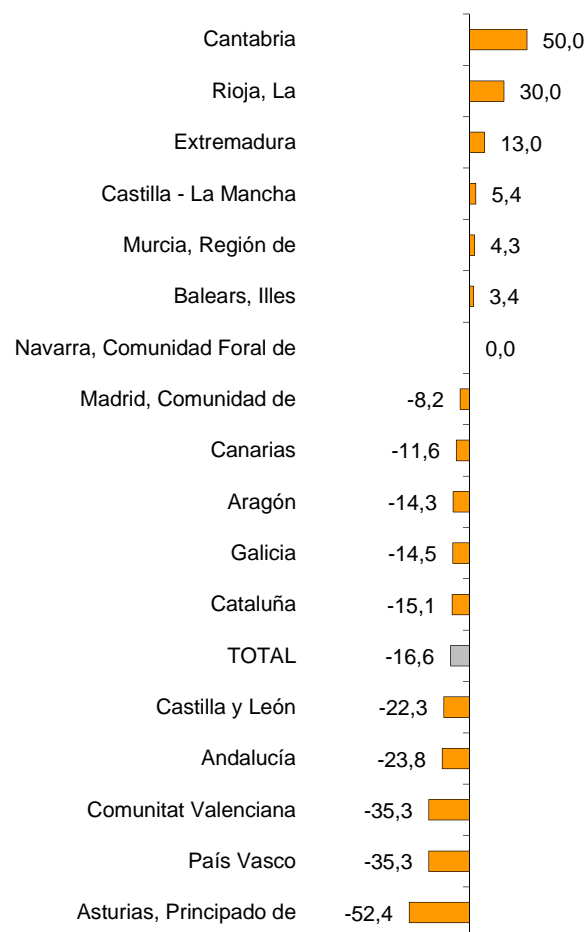 Cantabria 50,0
Rioja, La 30,0
Extremadura 13,0
Castilla - La Mancha 5,4
Murcia, Región de 4,3
Balears, Illes 3,4
Navarra, Comunidad Foral de 0,0
Madrid, Comunidad de -8,2
Canarias -11,6
Aragón -14,3
Galicia -14,5
Cataluña -15,1
TOTAL -16,6
Castilla y León -22,3
Andalucía -23,8
Comunitat Valenciana -35,3
País Vasco -35,3
Asturias, Principado de -52,4